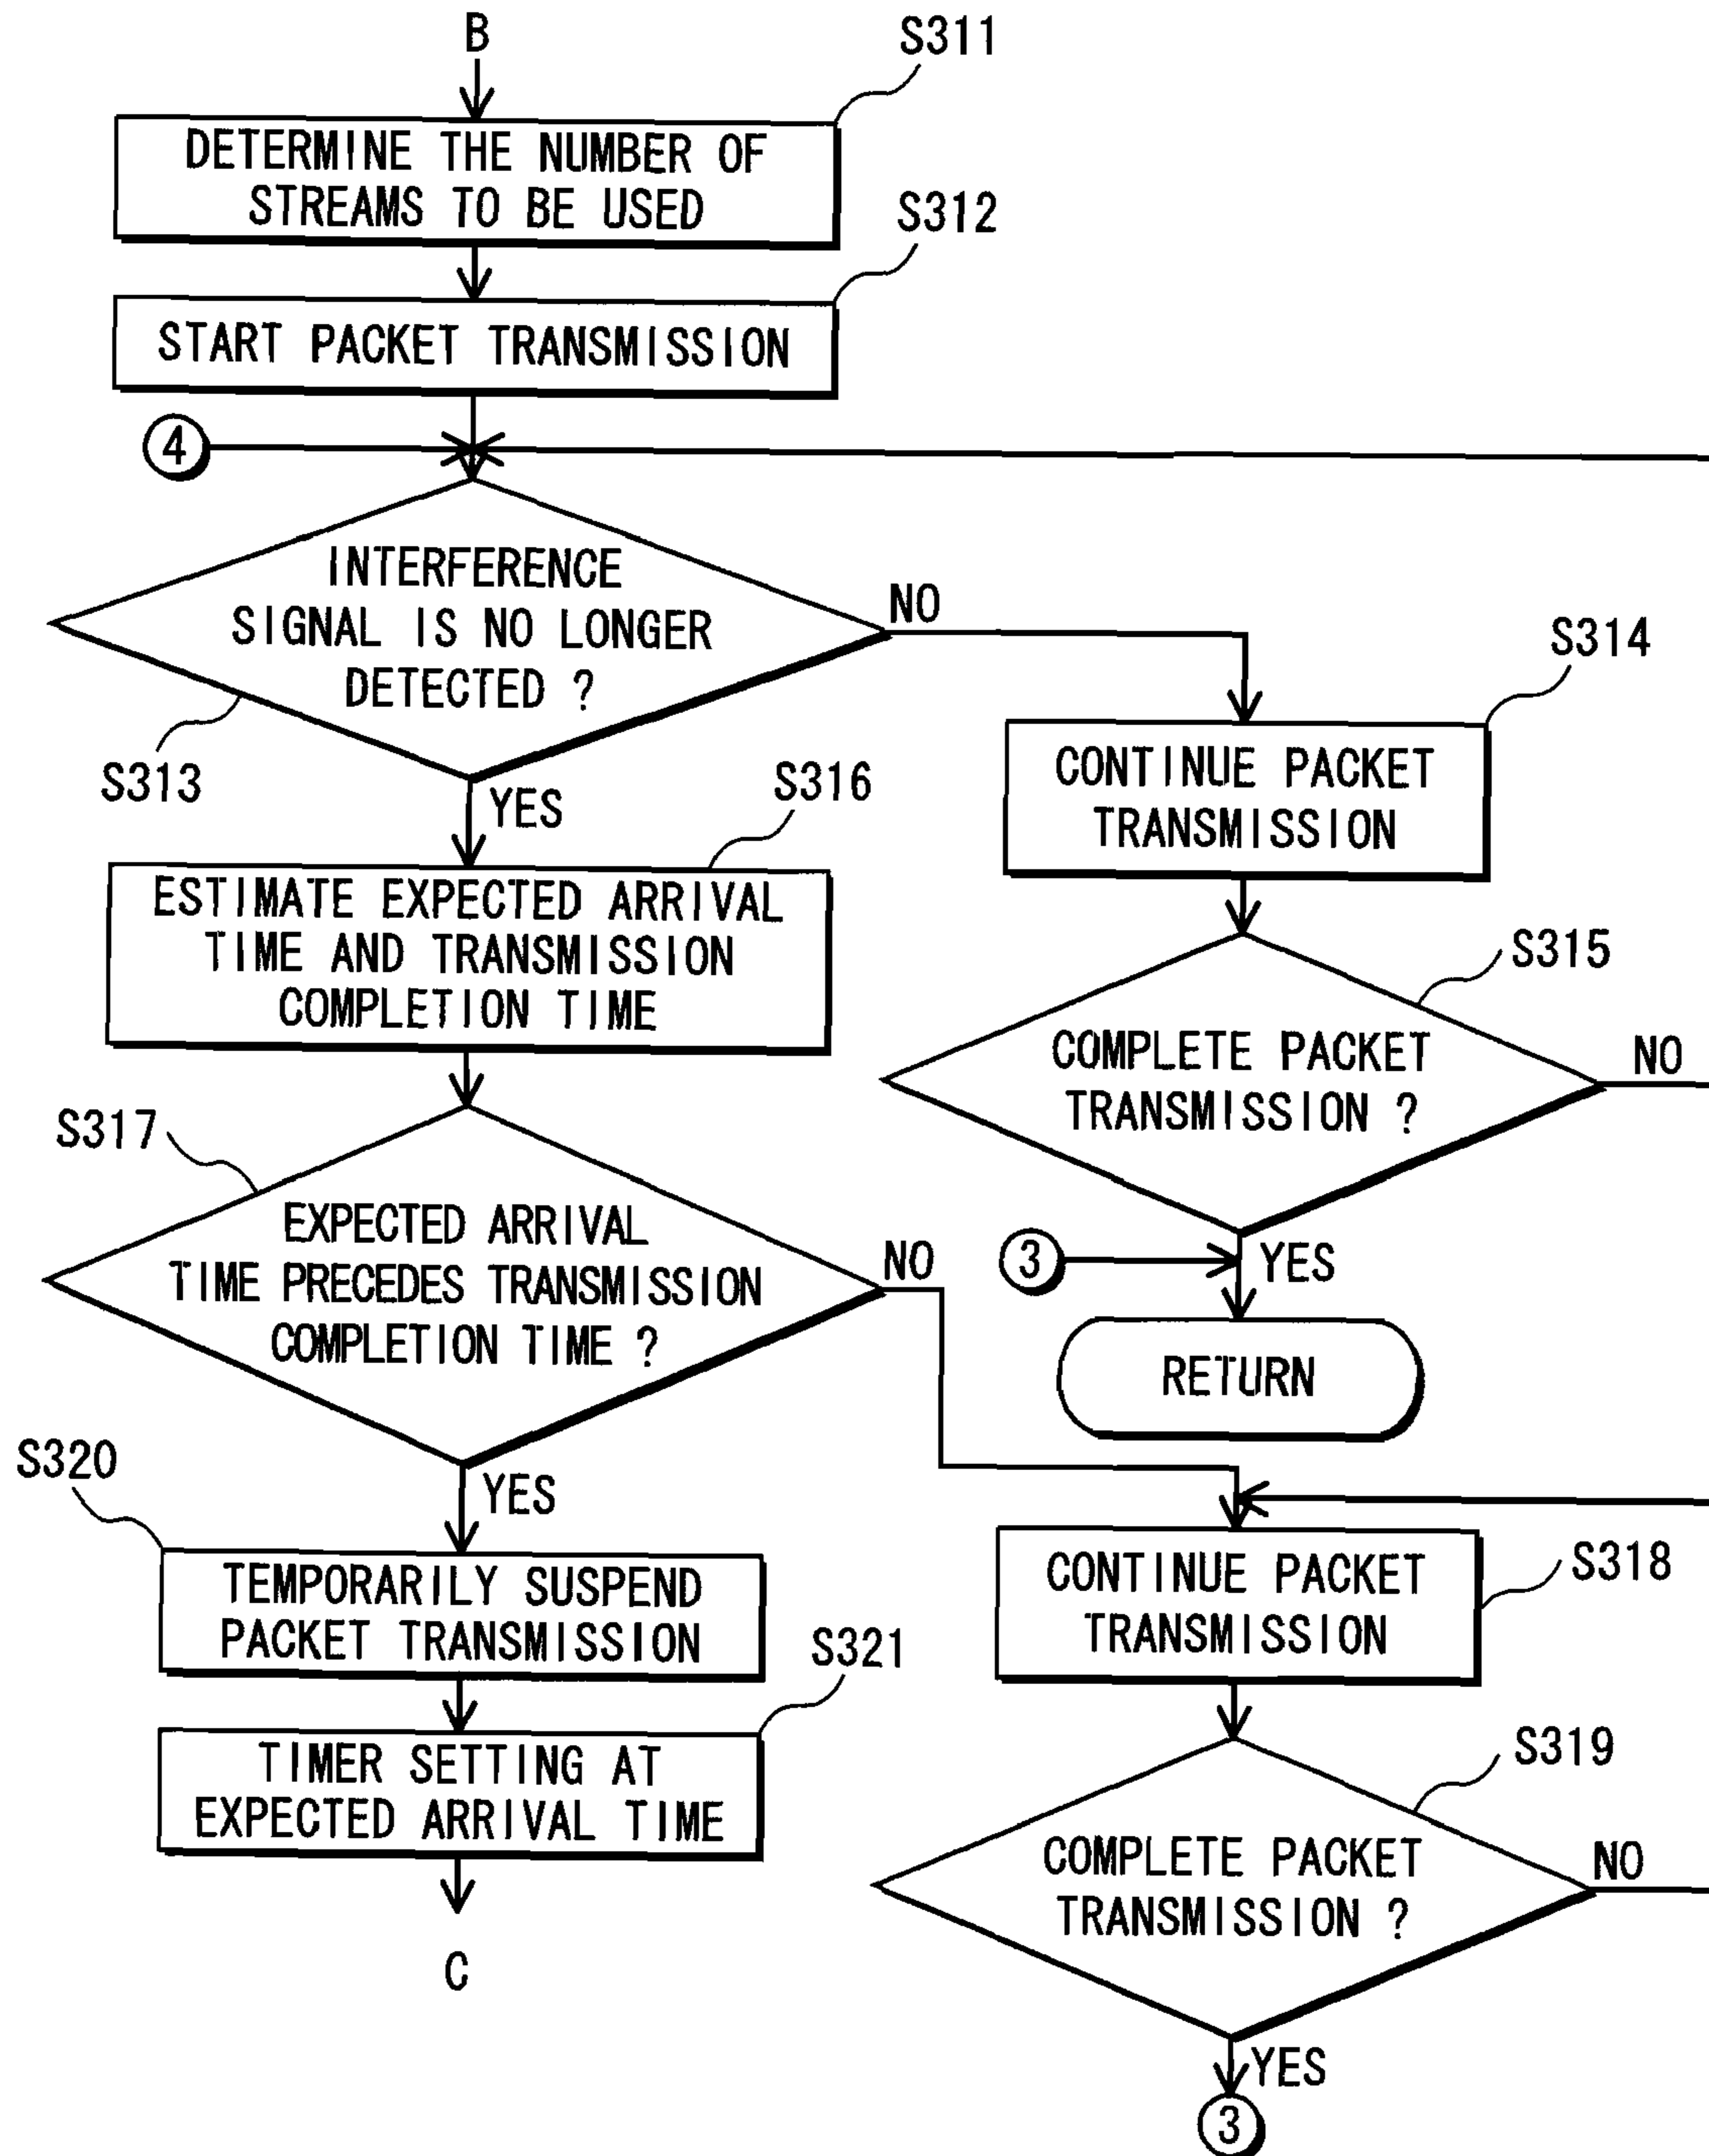 B
S311
DETERMINE THE NUMBER OF
STREAMS TO BE USED
S312
START PACKET TRANSMISSION
4
INTERFERENCE
SIGNAL IS NO LONGER
DETECTED ?
NO
S313
YES
S314
CONTINUE PACKET
TRANSMISSION
S316
ESTIMATE EXPECTED ARRIVAL
TIME AND TRANSMISSION
COMPLETION TIME
S315
COMPLETE PACKET
TRANSMISSION ?
NO
3
YES
RETURN
S317
EXPECTED ARRIVAL
TIME PRECEDES TRANSMISSION
COMPLETION TIME ?
NO
YES
S320
TEMPORARILY SUSPEND
PACKET TRANSMISSION
S321
TIMER SETTING AT
EXPECTED ARRIVAL TIME
C
S318
CONTINUE PACKET
TRANSMISSION
S319
COMPLETE PACKET
TRANSMISSION ?
NO
YES
3